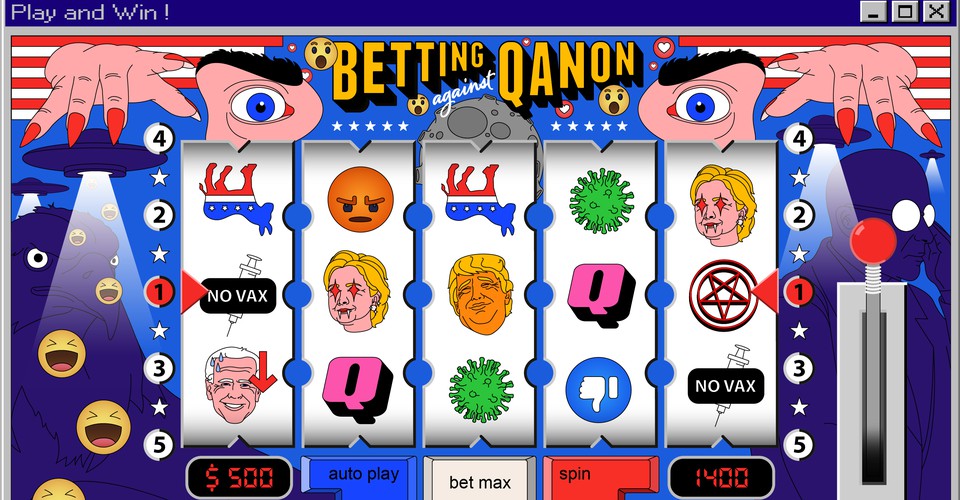 Play and Win !
BETTING
against
QANON
4
4
2
2
1
NO VAX
Q
1
3
Q
NO VAX
3
5
5
$ 500
auto play
bet max
spin
1400